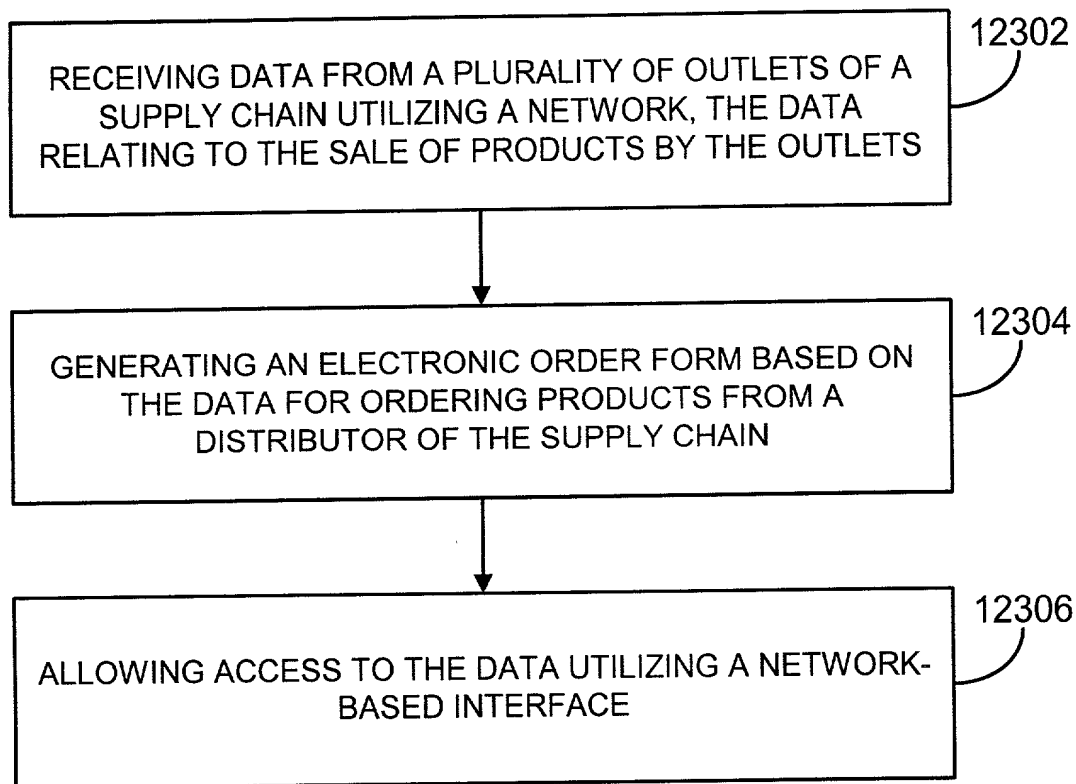 12302
RECEIVING DATA FROM A PLURALITY OF OUTLETS OF A
SUPPLY CHAIN UTILIZING A NETWORK, THE DATA
RELATING TO THE SALE OF PRODUCTS BY THE OUTLETS
12304
GENERATING AN ELECTRONIC ORDER FORM BASED ON
THE DATA FOR ORDERING PRODUCTS FROM A
DISTRIBUTOR OF THE SUPPLY CHAIN
12306
ALLOWING ACCESS TO THE DATA UTILIZING A NETWORK-
BASED INTERFACE